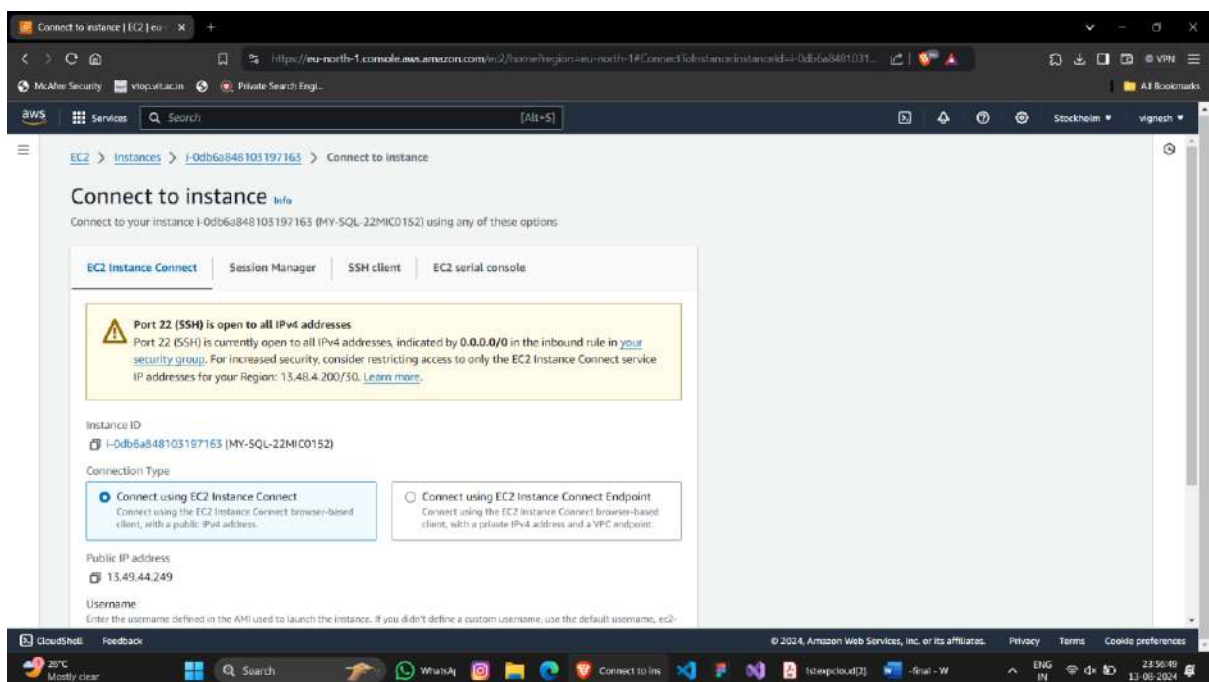 Connect to instance | EC2 | eu-
https://eu-north-1.console.aws.amazon.com/ec2/home?region=eu-north-1#ConnectToInstance:instanceId=i-0db6a8481031...
VPN
McAfee Security vtop.vit.ac.in Private Search Engi...
All Bookmarks
aws Services Search [Alt+S] Stockholm vignesh
EC2 > Instances > i-0db6a848103197163 > Connect to instance
Connect to instance Info
Connect to your instance i-0db6a848103197163 (MY-SQL-22MIC0152) using any of these options
EC2 Instance Connect Session Manager SSH client EC2 serial console
Port 22 (SSH) is open to all IPv4 addresses
Port 22 (SSH) is currently open to all IPv4 addresses, indicated by 0.0.0.0/0 in the inbound rule in your
security group. For increased security, consider restricting access to only the EC2 Instance Connect service
IP addresses for your Region: 13.48.4.200/30. Learn more.
Instance ID
i-0db6a848103197163 (MY-SQL-22MIC0152)
Connection Type
Connect using EC2 Instance Connect
Connect using the EC2 Instance Connect browser-based
client, with a public IPv4 address.
Connect using EC2 Instance Connect Endpoint
Connect using the EC2 Instance Connect browser-based
client, with a private IPv4 address and a VPC endpoint.
Public IP address
13.49.44.249
Username
Enter the username defined in the AMI used to launch the instance. If you didn't define a custom username, use the default username, ec2-
CloudShell Feedback © 2024, Amazon Web Services, Inc. or its affiliates. Privacy Terms Cookie preferences
28°C
Mostly clear
Search WhatsAp Connect to ins 1stexpcloud[2] -final - W
ENG
IN
23:56:49
13-08-2024